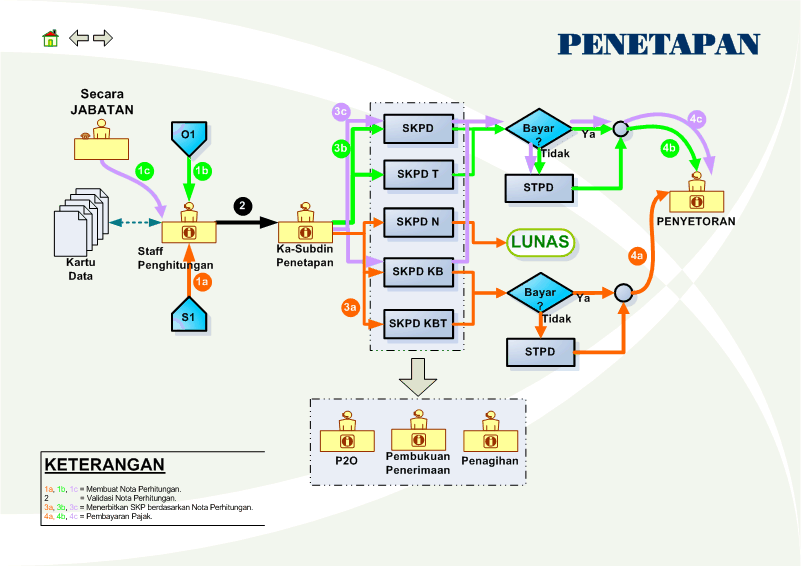 PENETAPAN
Secara
JABATAN
O1
1c
1b
2
Kartu
Data
Staff
Penghitungan
1a
S1
Ka-Subdin
Penetapan
3c
3b
3a
SKPD
SKPD T
SKPD N
SKPD KB
SKPD KBT
Bayar
?
Ya
Tidak
STPD
LUNAS
Bayar
?
Ya
Tidak
STPD
4c
4b
4a
PENYETORAN
P2O
Pembukuan
Penerimaan
Penagihan
KETERANGAN
1a, 1b, 1c = Membuat Nota Perhitungan.
2 = Validasi Nota Perhitungan.
3a, 3b, 3c = Menerbitkan SKP berdasarkan Nota Perhitungan.
4a, 4b, 4c = Pembayaran Pajak.